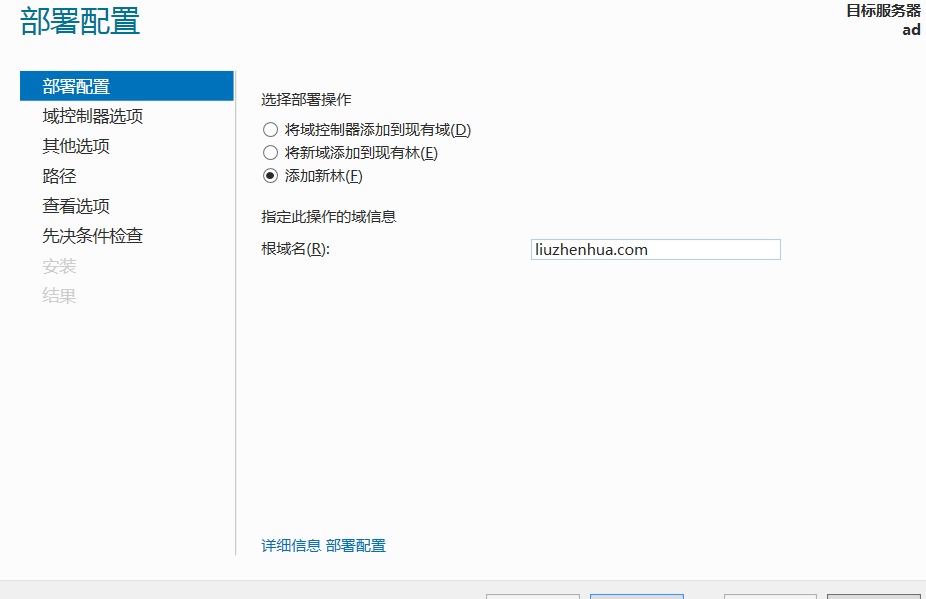 部署配置
目标服务器
ad
部署配置
域控制器选项
其他选项
路径
查看选项
先决条件检查
安装
结果
选择部署操作
将域控制器添加到现有域(D)
将新域添加到现有林(E)
添加新林(F)
指定此操作的域信息
根域名(R):
liuzhenhua.com
详细信息 部署配置